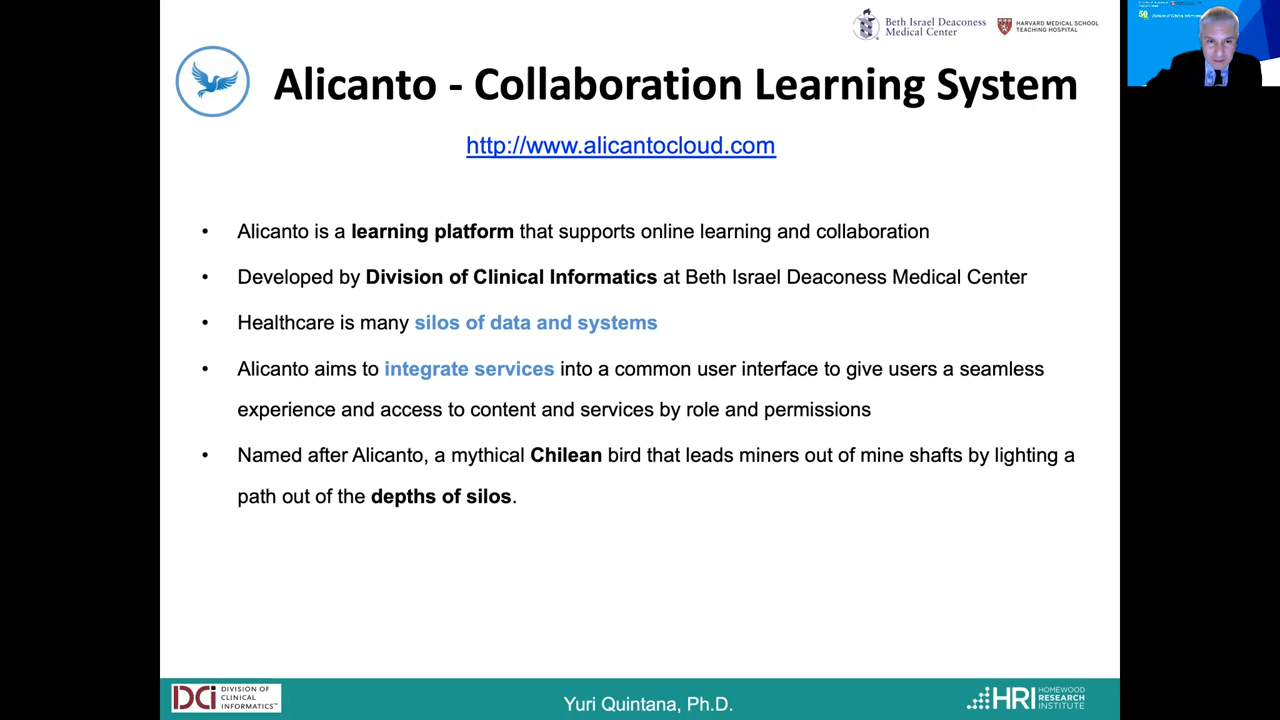 Beth Israel Deaconess
Medical Center
HARVARD MEDICAL SCHOOL
TEACHING HOSPITAL
Alicanto - Collaboration Learning System
http://www.alicantocloud.com
• Alicanto is a learning platform that supports online learning and collaboration
• Developed by Division of Clinical Informatics at Beth Israel Deaconess Medical Center
• Healthcare is many silos of data and systems
• Alicanto aims to integrate services into a common user interface to give users a seamless
experience and access to content and services by role and permissions
• Named after Alicanto, a mythical Chilean bird that leads miners out of mine shafts by lighting a
path out of the depths of silos.
DCi DIVISION OF
CLINICAL
INFORMATICS™
Yuri Quintana, Ph.D.
HRI HOMEWOOD
RESEARCH
INSTITUTE